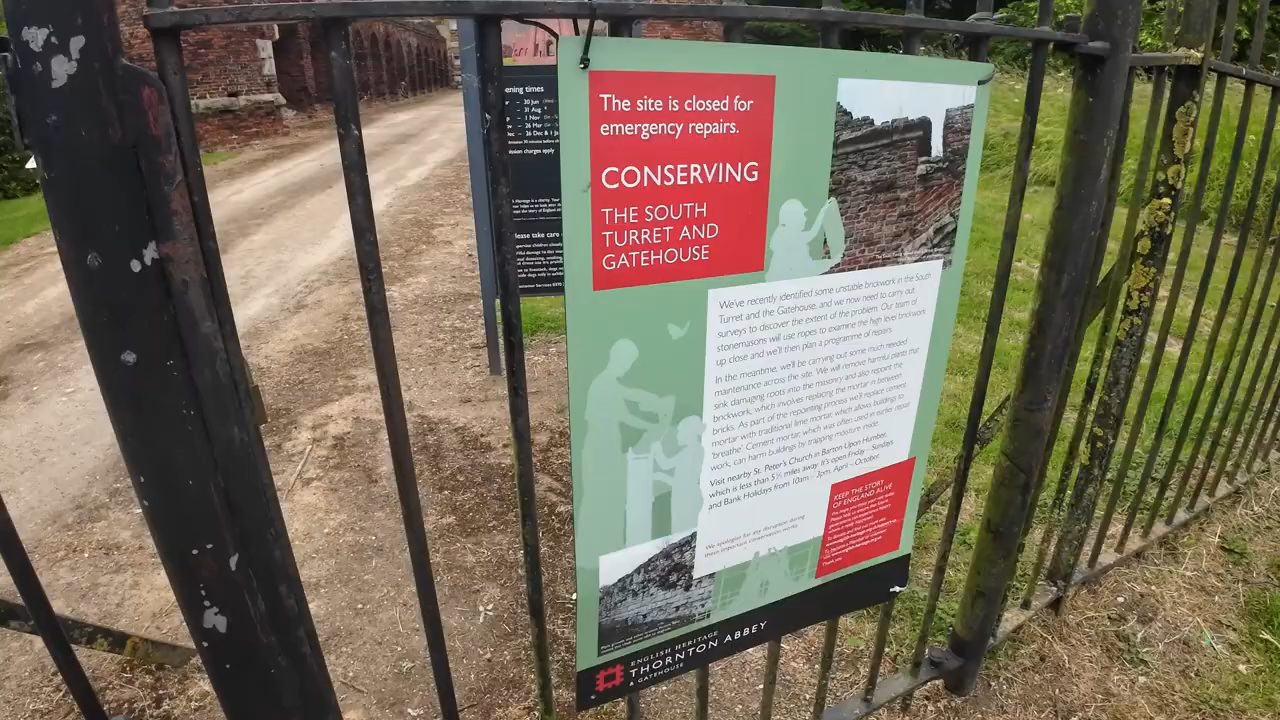 ening times
- 30 Jun
- 31 Aug
- 1 Nov
- 26 Mar
- 26 Dec & 1 Ja
ission charges apply
lease take care
The site is closed for
emergency repairs.
CONSERVING
THE SOUTH
TURRET AND
GATEHOUSE
We've recently identified some unstable brickwork in the South
Turret and the Gatehouse, and we now need to carry out
surveys to discover the extent of the problem. Our team of
stonemasons will use ropes to examine the high level brickwork
up close and we'll then plan a programme of repairs.
In the meantime, we'll be carrying out some much needed
maintenance across the site. We will remove harmful plants that
sink damaging roots into the masonry and also repoint the
brickwork, which involves replacing the mortar in between
bricks. As part of the repointing process we'll replace cement
mortar with traditional lime mortar, which allows buildings to
'breathe'. Cement mortar, which was often used in earlier repair
work, can harm buildings by trapping moisture inside.
Visit nearby St. Peter's Church in Barton Upon Humber,
which is less than 5½ miles away. It's open Friday – Sundays
and Bank Holidays from 10am – 3pm, April – October.
We apologise for any disruption during
these important conservation works.
KEEP THE STORY
OF ENGLAND ALIVE
Thank you.
ENGLISH HERITAGE
THORNTON ABBEY
& GATEHOUSE